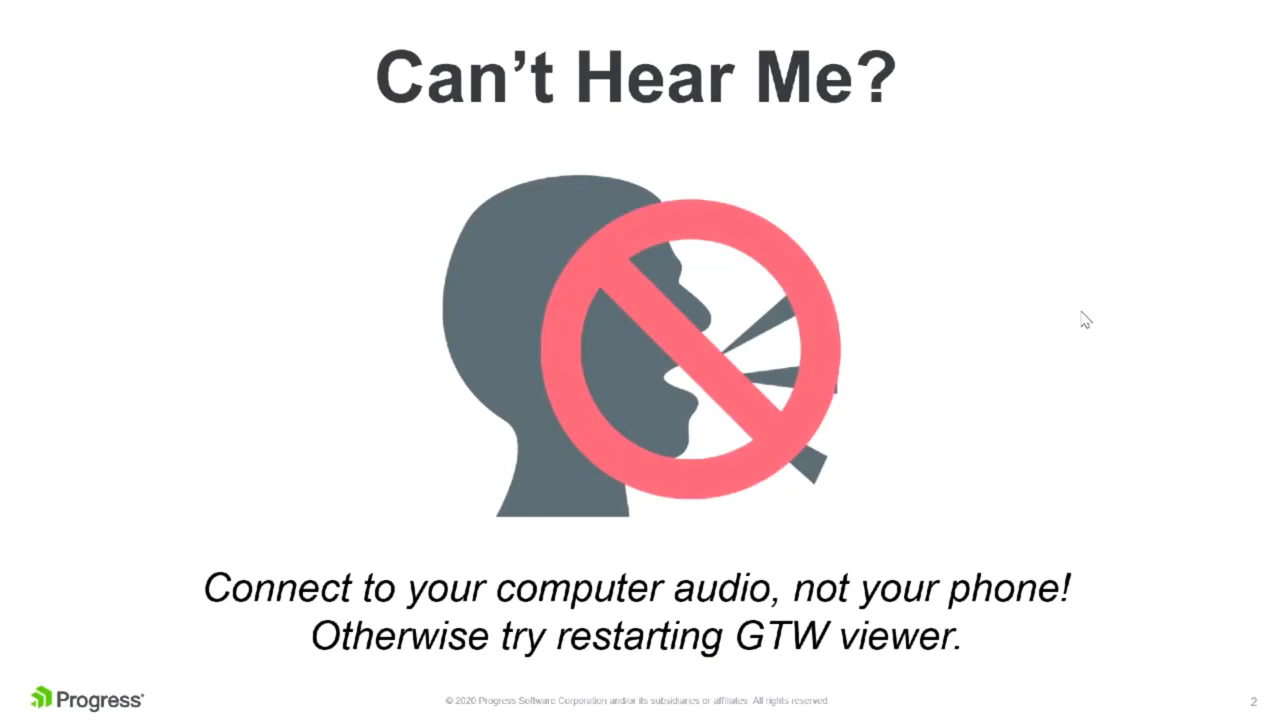 Can’t Hear Me?
Connect to your computer audio, not your phone!
Otherwise try restarting GTW viewer.
Progress®
© 2020 Progress Software Corporation and/or its subsidiaries or affiliates. All rights reserved.
2